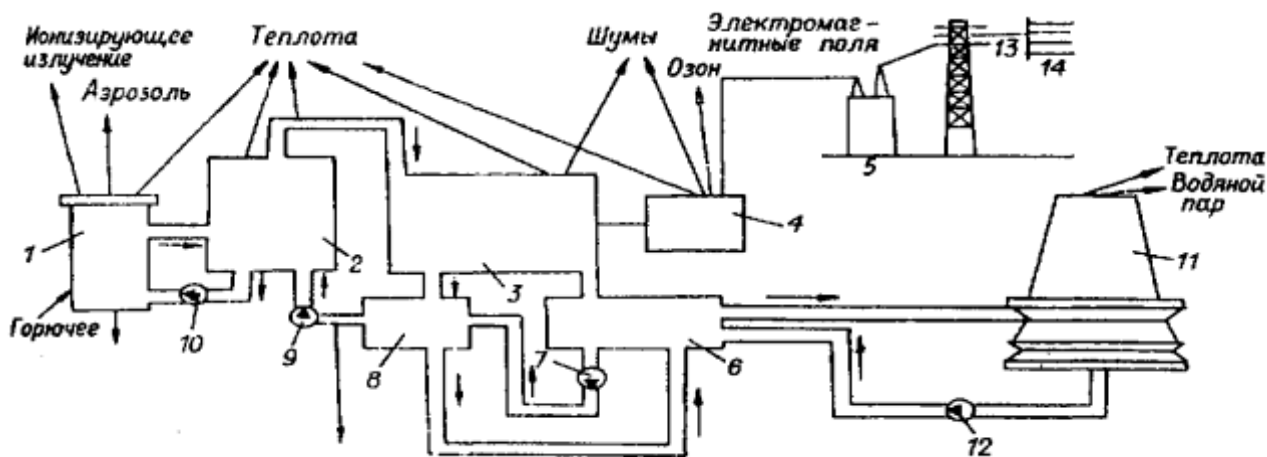 Ионизирующее
излучение
Аэрозоль
Теплота
Шумы
Электромаг-
нитные поля
Озон
13
14
5
Теплота
Водяной
пар
1
2
3
4
11
Горючее
10
9
8
7
6
12